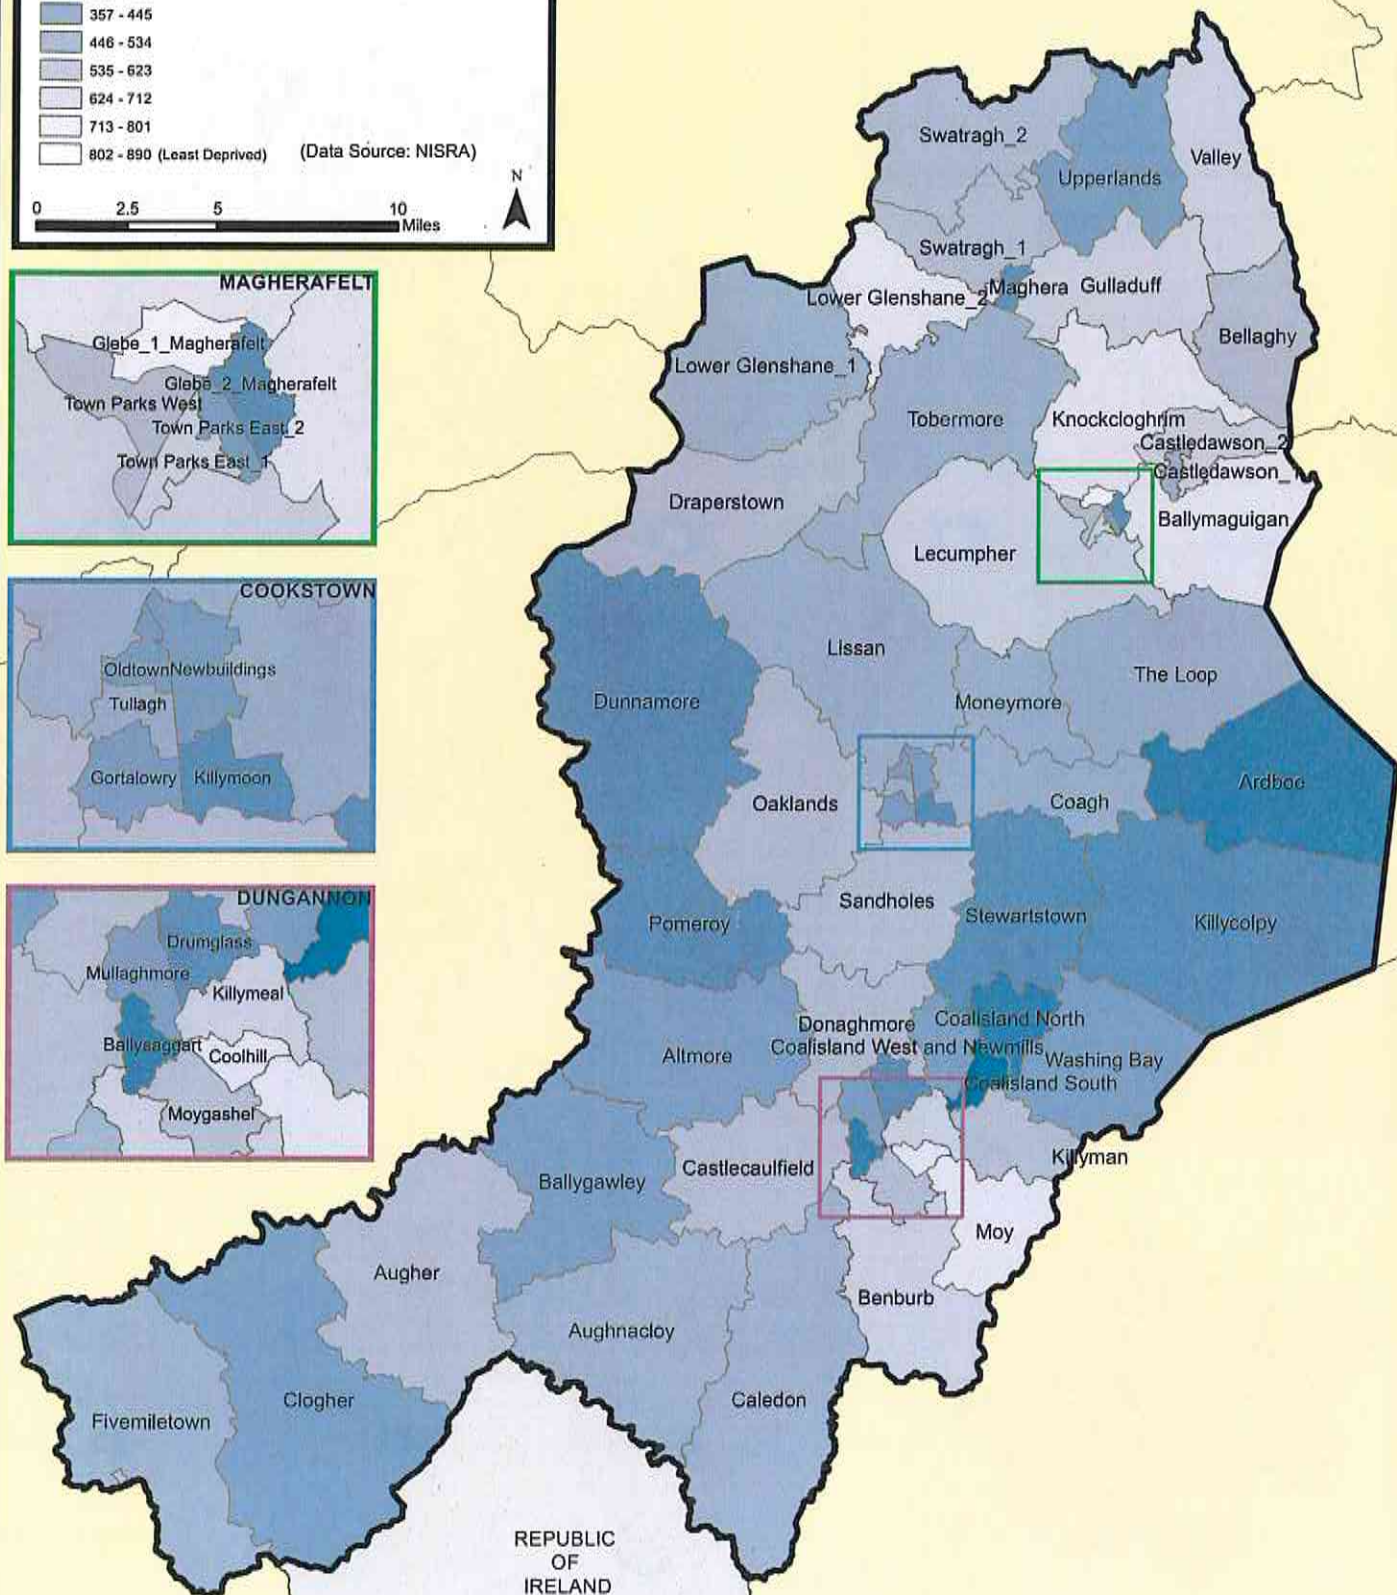 357 - 445
446 - 534
535 - 623
624 - 712
713 - 801
802 - 890 (Least Deprived)
(Data Source: NISRA)
N
0 2.5 5 10
Miles
MAGHERAFELT
Glebe_1_Magherafelt
Glebe_2_Magherafelt
Town Parks West
Town Parks East_2
Town Parks East_1
COOKSTOWN
Oldtown Newbuildings
Tullagh
Gortalowry Killymoon
DUNGANNON
Drumglass
Mullaghmore
Killymeal
Ballysaggart
Coolhill
Moygashel
Swatragh_2
Valley
Upperlands
Swatragh_1
Lower Glenshane_2
Maghera
Gulladuff
Bellaghy
Lower Glenshane_1
Tobermore
Knockcloghrim
Castledawson_2
Castledawson_1
Draperstown
Ballymaguigan
Lecumpher
Lissan
The Loop
Dunnamore
Moneymore
Ardboe
Oaklands
Coagh
Sandholes
Stewartstown
Pomeroy
Killycolpy
Donaghmore
Coalisland North
Coalisland West and Newmills
Altmore
Washing Bay
Coalisland South
Killyman
Castlecaulfield
Ballygawley
Moy
Augher
Benburb
Aughnacloy
Clogher
Caledon
Fivemiletown
REPUBLIC
OF
IRELAND